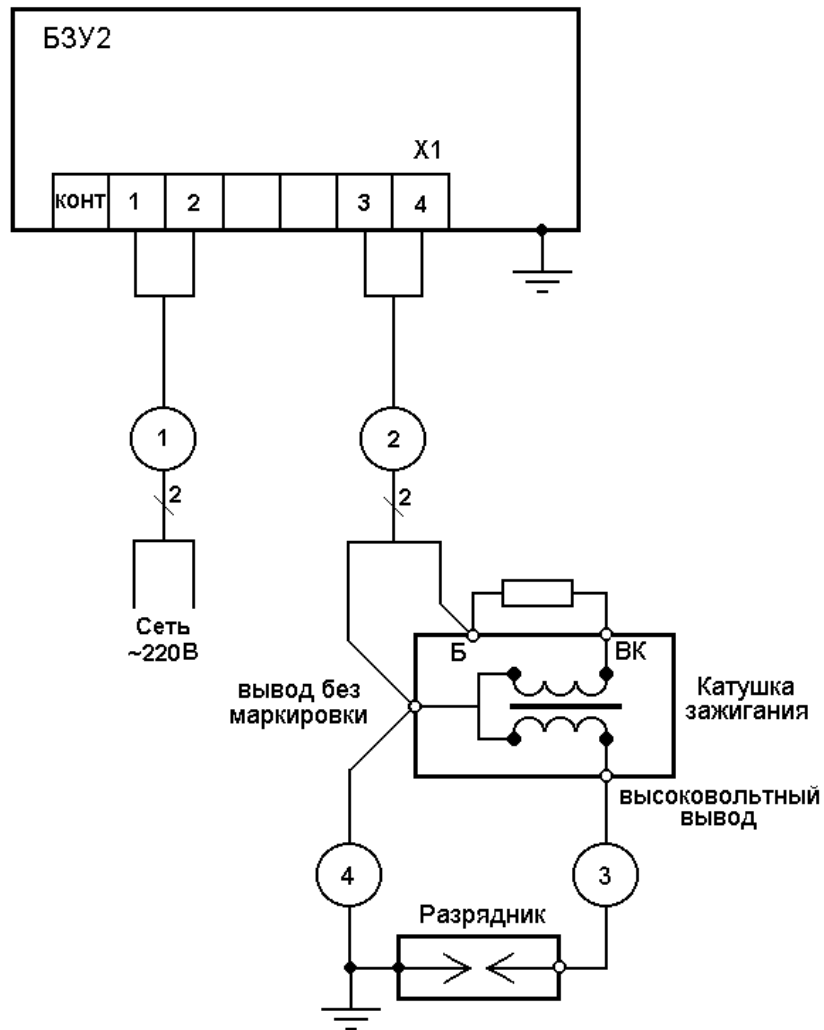 БЗУ2
X1
конт 1 2 3 4
1
2
2
2
Сеть
~220В
Б
ВК
вывод без
маркировки
Катушка
зажигания
высоковольтный
вывод
4
3
Разрядник